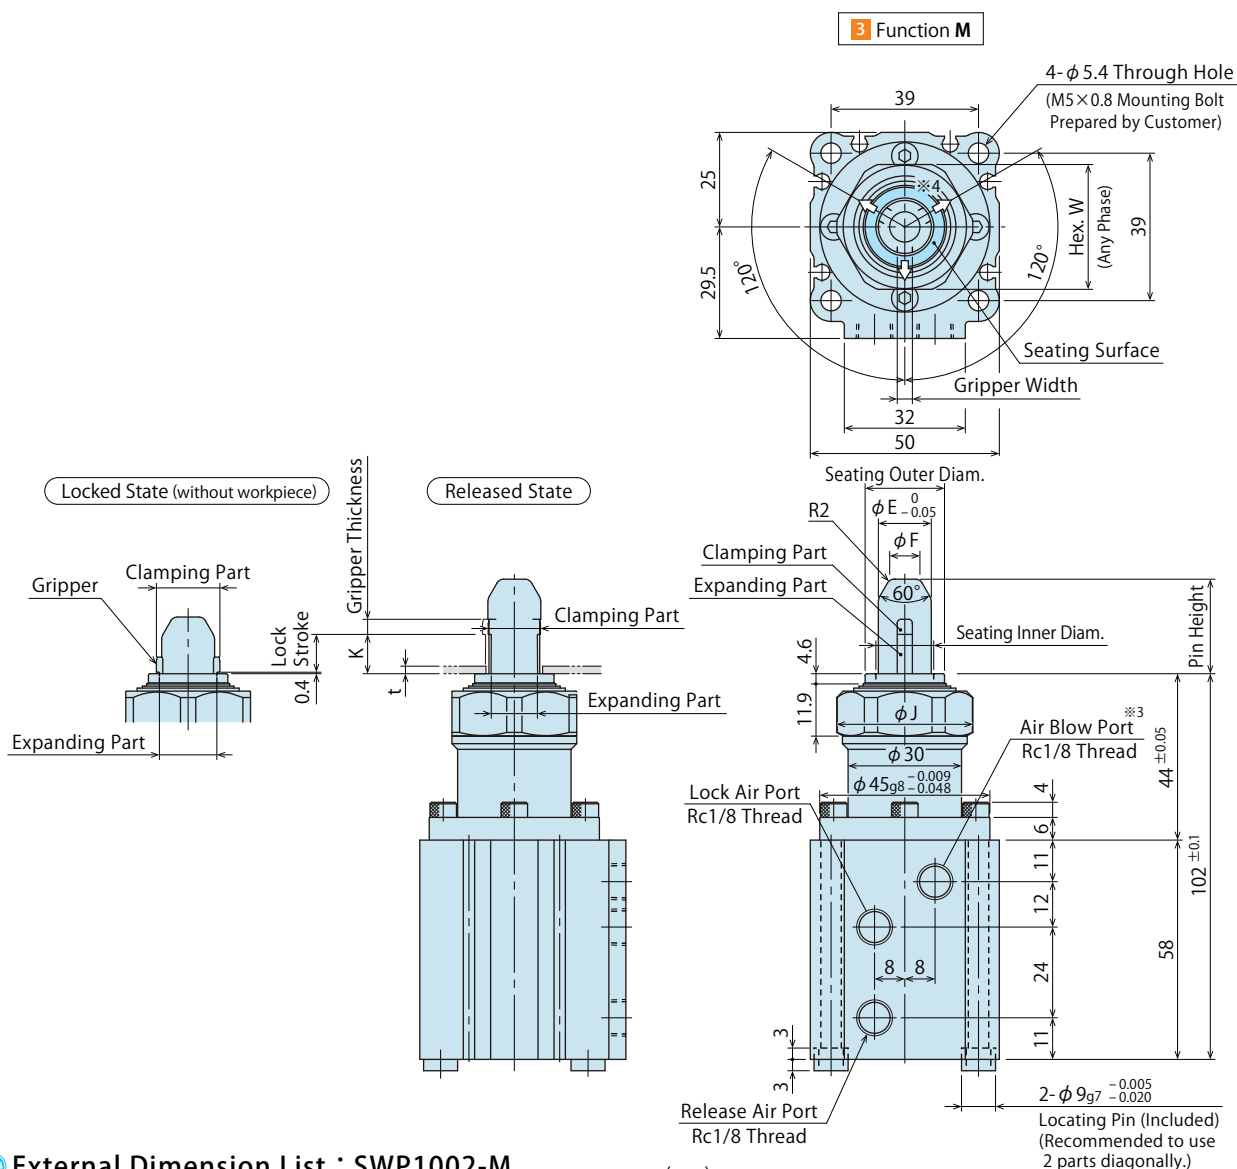 3 Function M
4-φ5.4 Through Hole
(M5×0.8 Mounting Bolt
Prepared by Customer)
39
25
29.5
※4
120°
120°
Hex. W
(Any Phase)
39
Seating Surface
Gripper Width
32
50
Locked State (without workpiece)
Released State
Gripper
Clamping Part
Lock
Stroke
0.4
Expanding Part
Gripper Thickness
K
t
Clamping Part
Expanding Part
Seating Outer Diam.
φE 0 −0.05
R2
φF
Clamping Part
Expanding Part
60°
Seating Inner Diam.
Pin Height
4.6
11.9
φJ
Air Blow Port ※3
Rc1/8 Thread
φ30
φ45g8 −0.009 −0.048
Lock Air Port
Rc1/8 Thread
44 ±0.05
4
6
11
12
24
11
58
102 ±0.1
8
8
3
3
Release Air Port
Rc1/8 Thread
2-φ9g7 −0.005 −0.020
Locating Pin (Included)
(Recommended to use
2 parts diagonally.)
External Dimension List : SWP1002-M